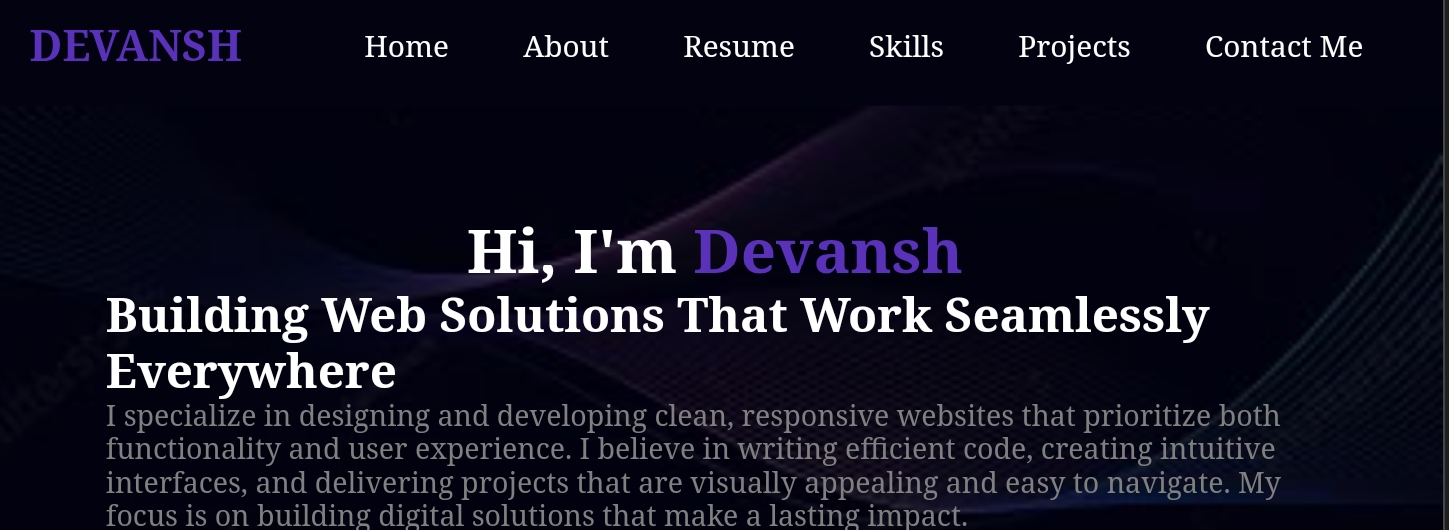 DEVANSH Home About Resume Skills Projects Contact Me
Hi, I'm Devansh
Building Web Solutions That Work Seamlessly
Everywhere
I specialize in designing and developing clean, responsive websites that prioritize both
functionality and user experience. I believe in writing efficient code, creating intuitive
interfaces, and delivering projects that are visually appealing and easy to navigate. My
focus is on building digital solutions that make a lasting impact.